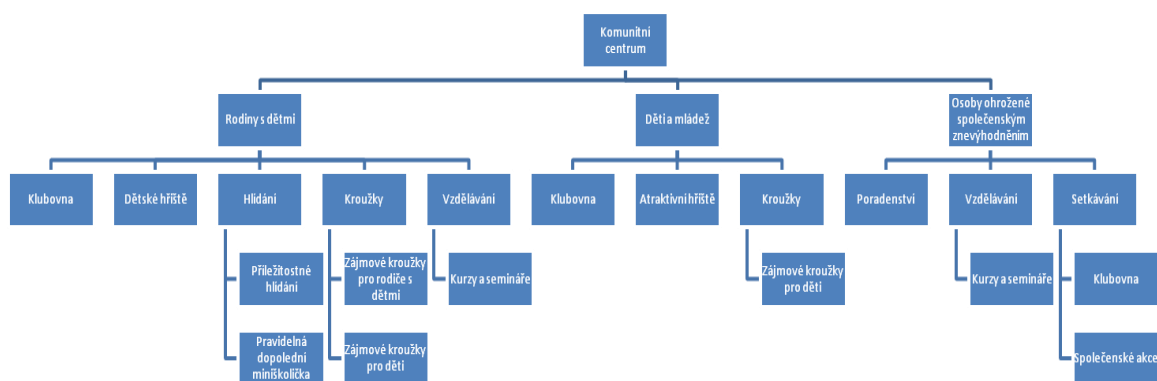 Komunitní
centrum
Rodiny s dětmi
Děti a mládež
Osoby ohrožené
společenským
znevýhodněním
Klubovna
Dětské hříště
Hlídání
Kroužky
Vzdělávání
Klubovna
Atraktivní hříště
Kroužky
Poradenství
Vzdělávání
Setkávání
Příležitostné
hlídání
Zájmové kroužky
pro rodiče s
dětmi
Kurzy a semináře
Zájmové kroužky
pro děti
Kurzy a semináře
Klubovna
Pravidelná
dopolední
miniškolička
Zájmové kroužky
pro děti
Společenské akce